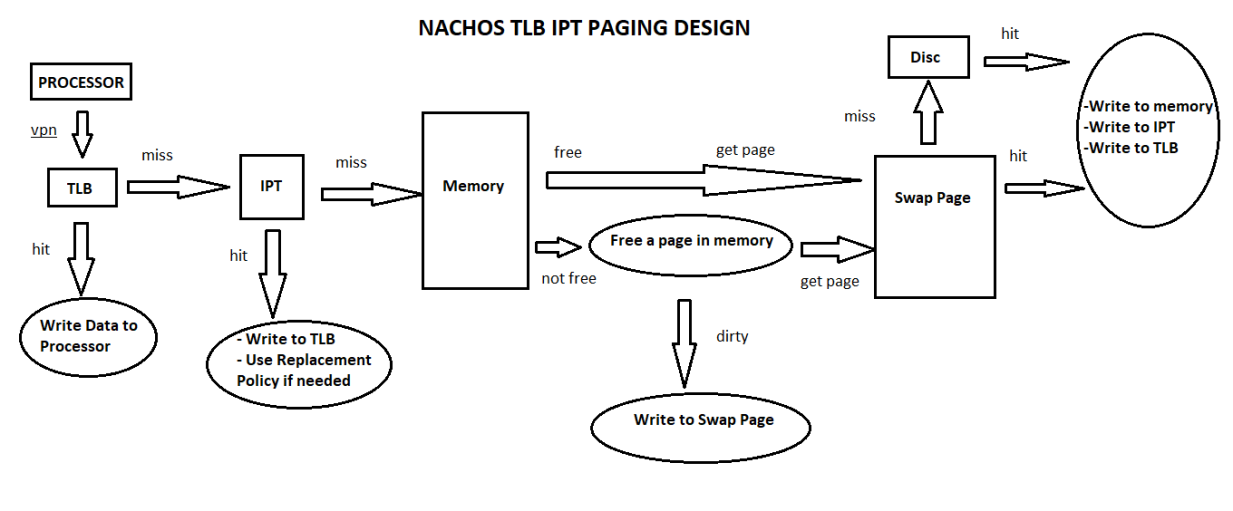 NACHOS TLB IPT PAGING DESIGN
PROCESSOR
vpn
TLB
miss
IPT
miss
Memory
free
get page
miss
Disc
hit
-Write to memory
-Write to IPT
-Write to TLB
Swap Page
hit
Free a page in memory
not free
get page
hit
hit
dirty
Write Data to
Processor
- Write to TLB
- Use Replacement
Policy if needed
Write to Swap Page